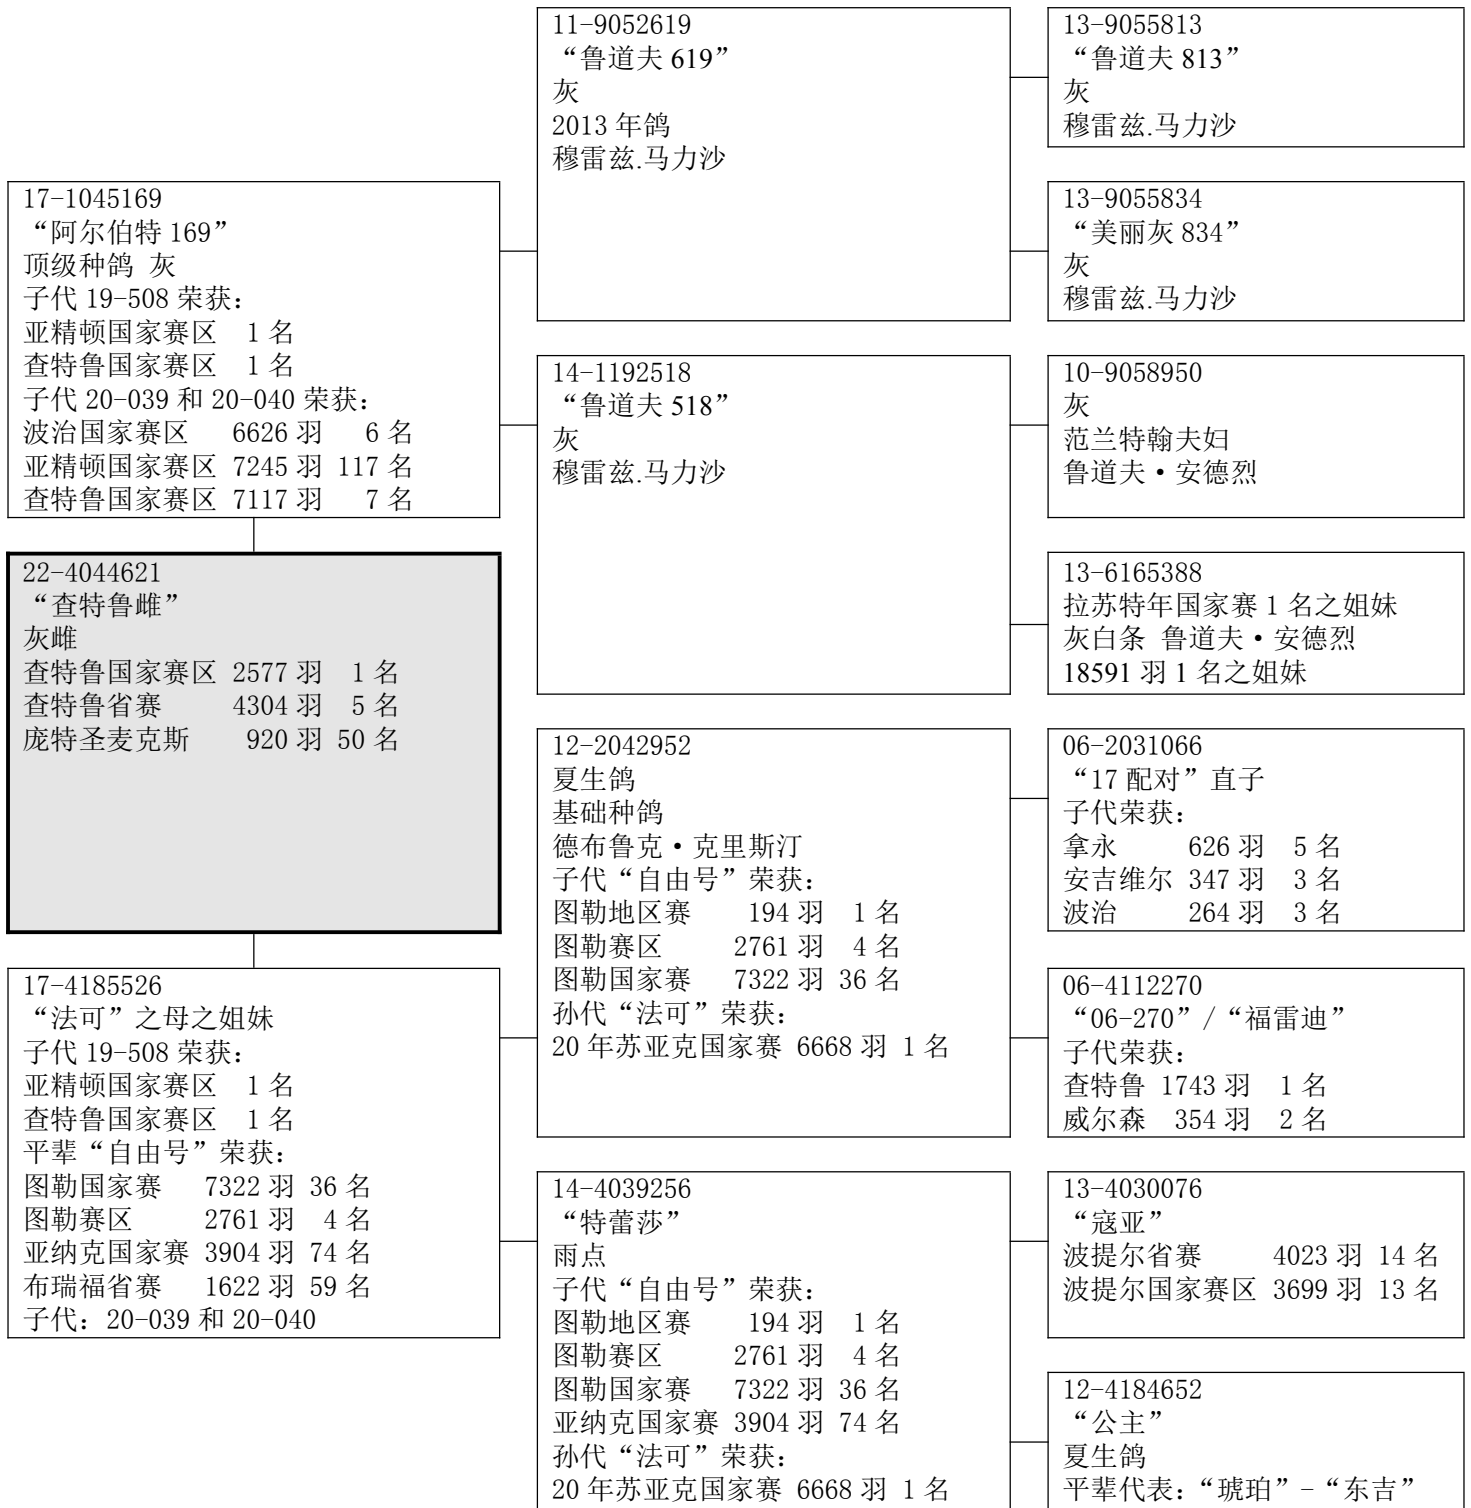 17-1045169
“阿尔伯特 169”
顶级种鸽 灰
子代 19-508 荣获：
亚精顿国家赛区 1 名
查特鲁国家赛区 1 名
子代 20-039 和 20-040 荣获：
波治国家赛区 6626 羽 6 名
亚精顿国家赛区 7245 羽 117 名
查特鲁国家赛区 7117 羽 7 名
22-4044621
“查特鲁雌”
灰雌
查特鲁国家赛区 2577 羽 1 名
查特鲁省赛 4304 羽 5 名
庞特圣麦克斯 920 羽 50 名
17-4185526
“法可”之母之姐妹
子代 19-508 荣获：
亚精顿国家赛区 1 名
查特鲁国家赛区 1 名
平辈“自由号”荣获：
图勒国家赛 7322 羽 36 名
图勒赛区 2761 羽 4 名
亚纳克国家赛 3904 羽 74 名
布瑞福省赛 1622 羽 59 名
子代：20-039 和 20-040
11-9052619
“鲁道夫 619”
灰
2013 年鸽
穆雷兹.马力沙
14-1192518
“鲁道夫 518”
灰
穆雷兹.马力沙
12-2042952
夏生鸽
基础种鸽
德布鲁克•克里斯汀
子代“自由号”荣获：
图勒地区赛 194 羽 1 名
图勒赛区 2761 羽 4 名
图勒国家赛 7322 羽 36 名
孙代“法可”荣获：
20 年苏亚克国家赛 6668 羽 1 名
14-4039256
“特蕾莎”
雨点
子代“自由号”荣获：
图勒地区赛 194 羽 1 名
图勒赛区 2761 羽 4 名
图勒国家赛 7322 羽 36 名
亚纳克国家赛 3904 羽 74 名
孙代“法可”荣获：
20 年苏亚克国家赛 6668 羽 1 名
13-9055813
“鲁道夫 813”
灰
穆雷兹.马力沙
13-9055834
“美丽灰 834”
灰
穆雷兹.马力沙
10-9058950
灰
范兰特翰夫妇
鲁道夫•安德烈
13-6165388
拉苏特年国家赛 1 名之姐妹
灰白条 鲁道夫•安德烈
18591 羽 1 名之姐妹
06-2031066
“17 配对”直子
子代荣获：
拿永 626 羽 5 名
安吉维尔 347 羽 3 名
波治 264 羽 3 名
06-4112270
“06-270”/“福雷迪”
子代荣获：
查特鲁 1743 羽 1 名
威尔森 354 羽 2 名
13-4030076
“寇亚”
波提尔省赛 4023 羽 14 名
波提尔国家赛区 3699 羽 13 名
12-4184652
“公主”
夏生鸽
平辈代表：“琥珀”-“东吉”